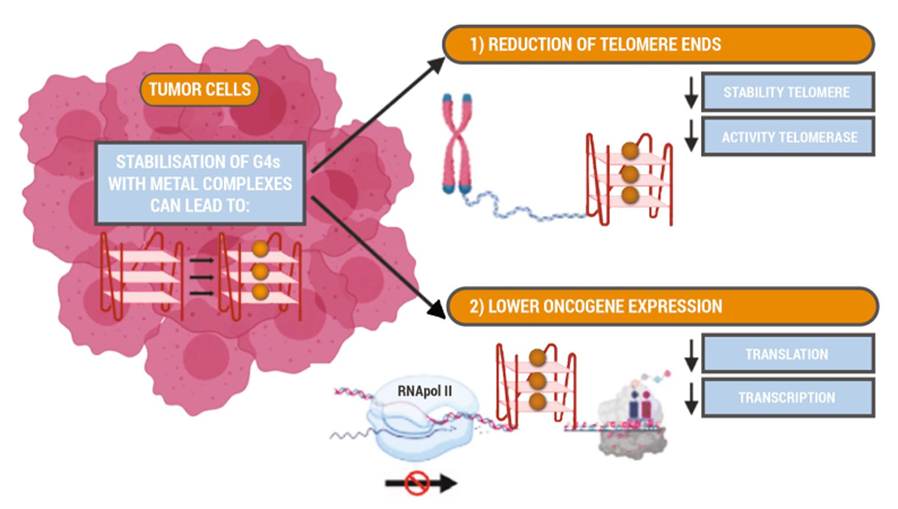 TUMOR CELLS
STABILISATION OF G4s
WITH METAL COMPLEXES
CAN LEAD TO:
1) REDUCTION OF TELOMERE ENDS
STABILITY TELOMERE
ACTIVITY TELOMERASE
2) LOWER ONCOGENE EXPRESSION
TRANSLATION
TRANSCRIPTION
RNApol II